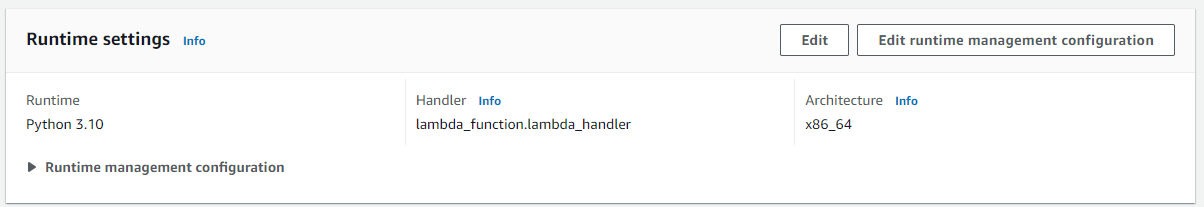 Runtime settings Info Edit Edit runtime management configuration
Runtime Handler Info Architecture Info
Python 3.10 lambda_function.lambda_handler x86_64
Runtime management configuration